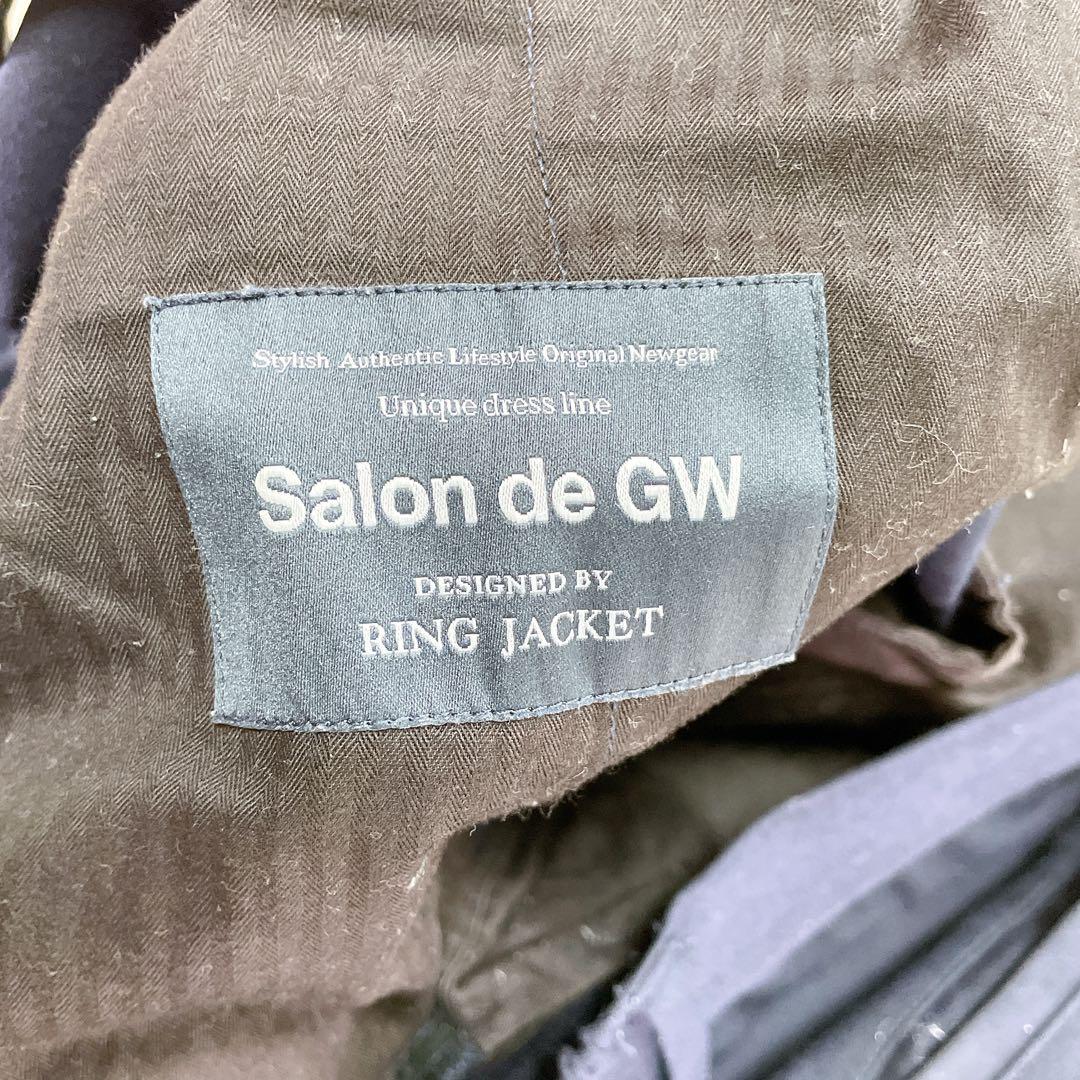 Stylish Authentic Lifestyle Original Newgear
Unique dress line
Salon de GW
DESIGNED BY
RING JACKET